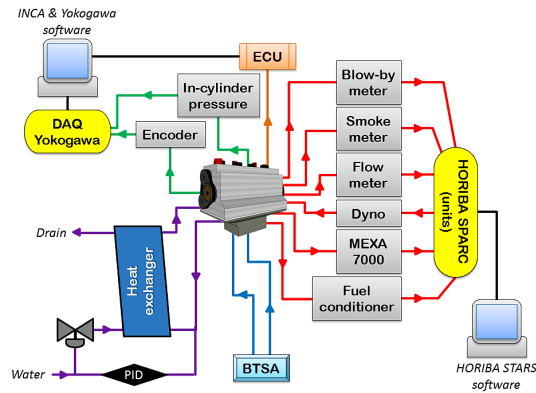 INCA & Yokogawa
software
ECU
Blow-by
meter
In-cylinder
pressure
DAQ
Yokogawa
Encoder
Smoke
meter
Flow
meter
HORIBA SPARC
(units)
Dyno
Drain
MEXA
7000
Heat
exchanger
Fuel
conditioner
Water
PID
BTSA
HORIBA STARS
software